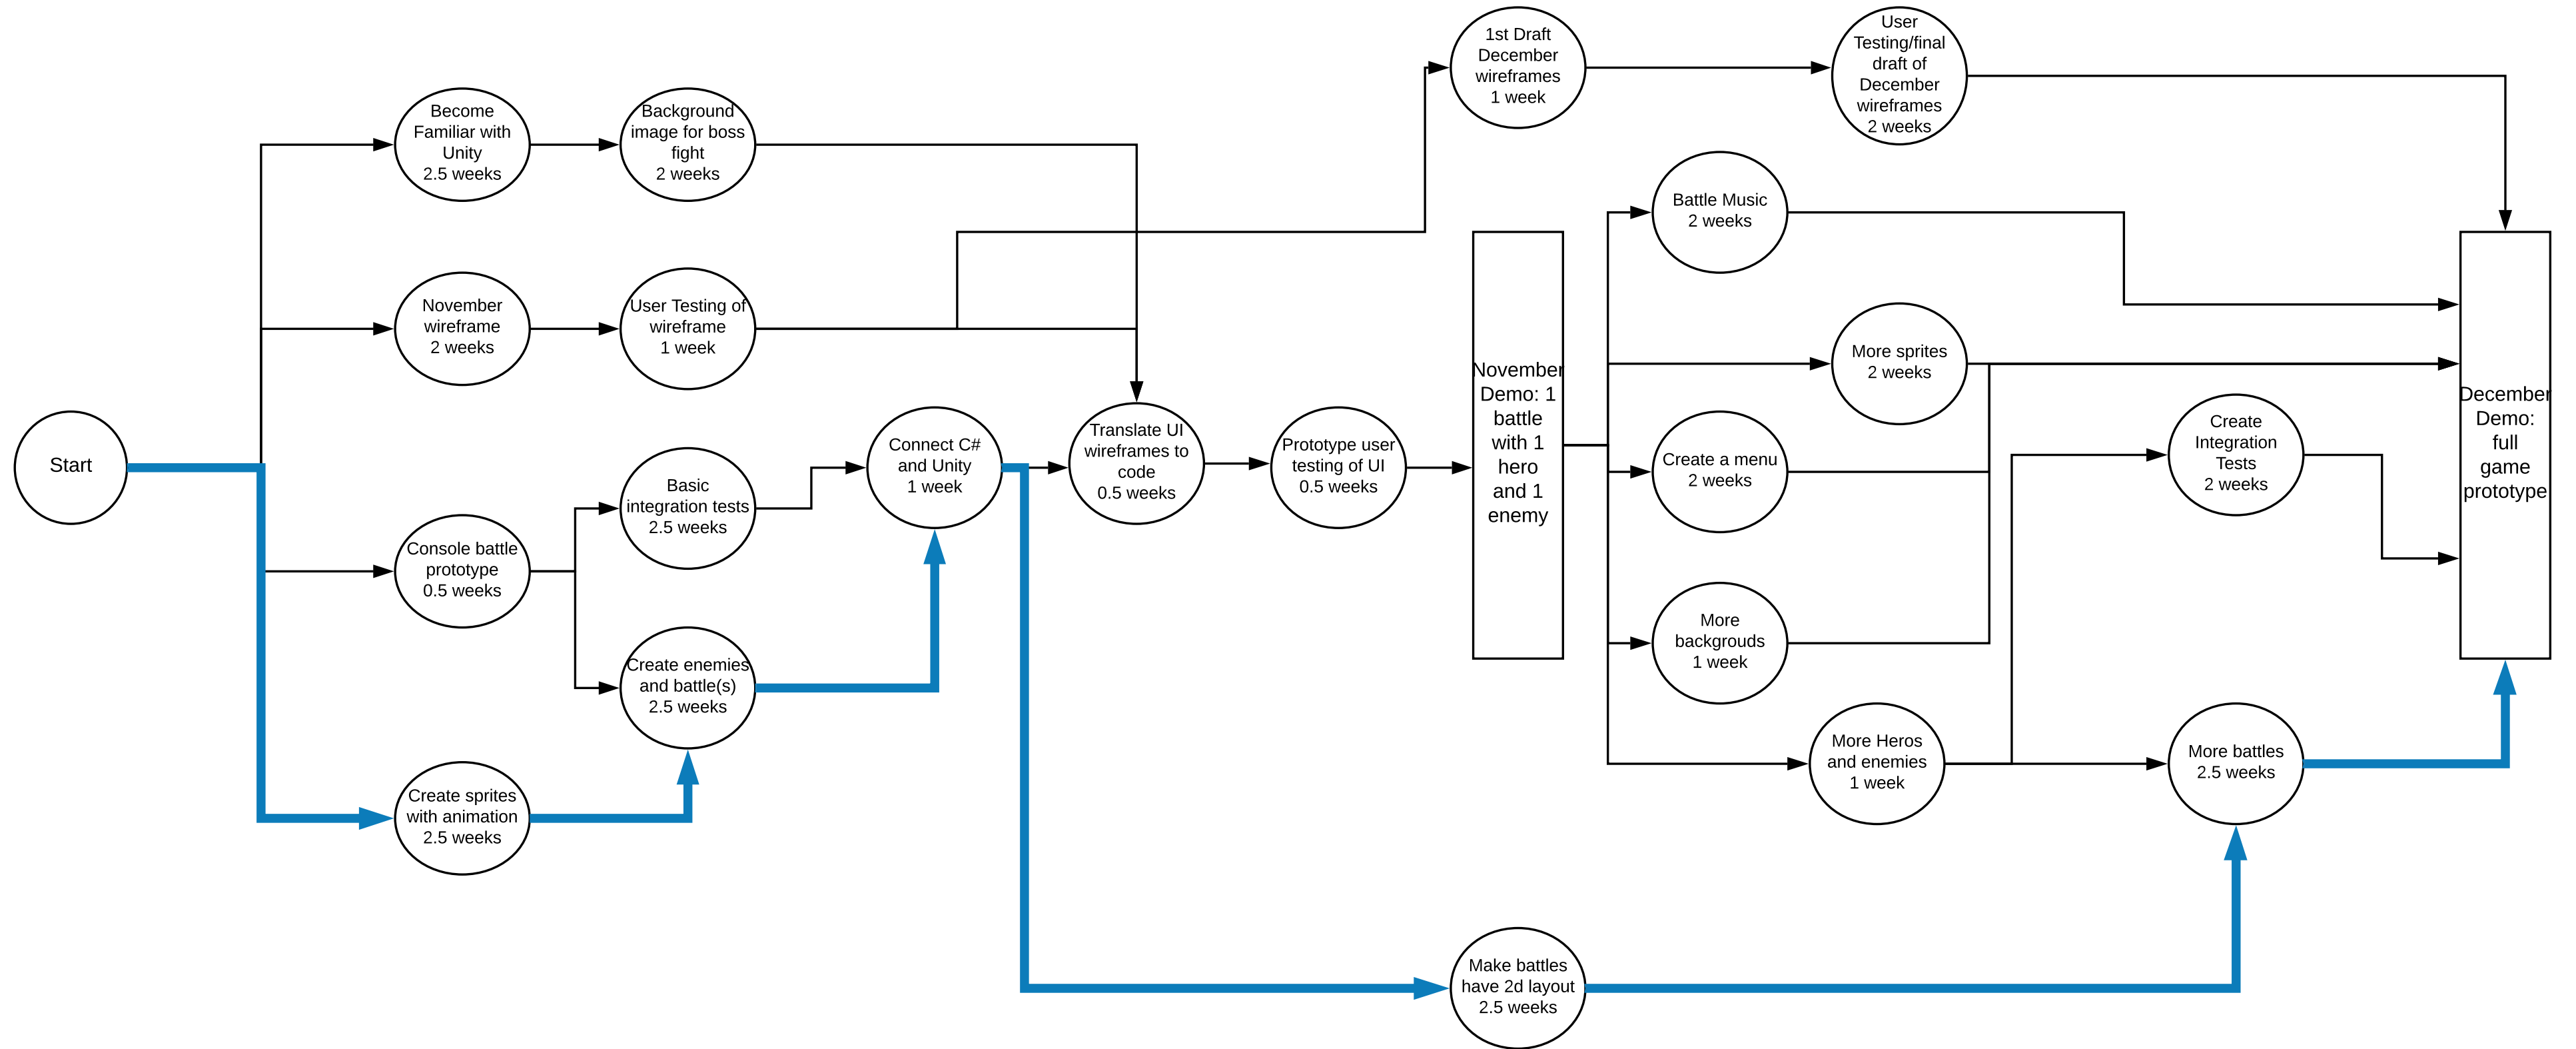 1st Draft
December
wireframes
1 week
User
Testing/final
draft of
December
wireframes
2 weeks
Become
Familiar with
Unity
2.5 weeks
Background
image for boss
fight
2 weeks
Battle Music
2 weeks
November
wireframe
2 weeks
User Testing of
wireframe
1 week
More sprites
2 weeks
Start
Connect C#
and Unity
1 week
Translate UI
wireframes to
code
0.5 weeks
Prototype user
testing of UI
0.5 weeks
November
Demo: 1
battle
with 1
hero
and 1
enemy
Create a menu
2 weeks
Create
Integration
Tests
2 weeks
December
Demo:
full
game
prototype
Basic
integration tests
2.5 weeks
Console battle
prototype
0.5 weeks
Create enemies
and battle(s)
2.5 weeks
More
backgrouds
1 week
More Heros
and enemies
1 week
More battles
2.5 weeks
Create sprites
with animation
2.5 weeks
Make battles
have 2d layout
2.5 weeks